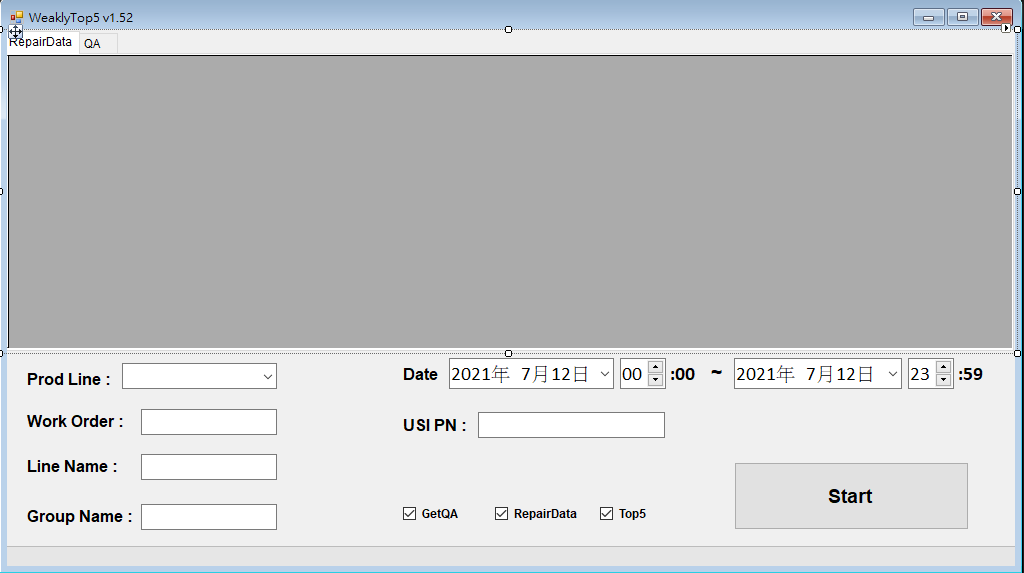 WeaklyTop5 v1.52
RepairData QA
Prod Line : Date 2021年 7月12日 00 :00 ~ 2021年 7月12日 23 :59
Work Order : USI PN :
Line Name :
Start
Group Name : GetQA RepairData Top5